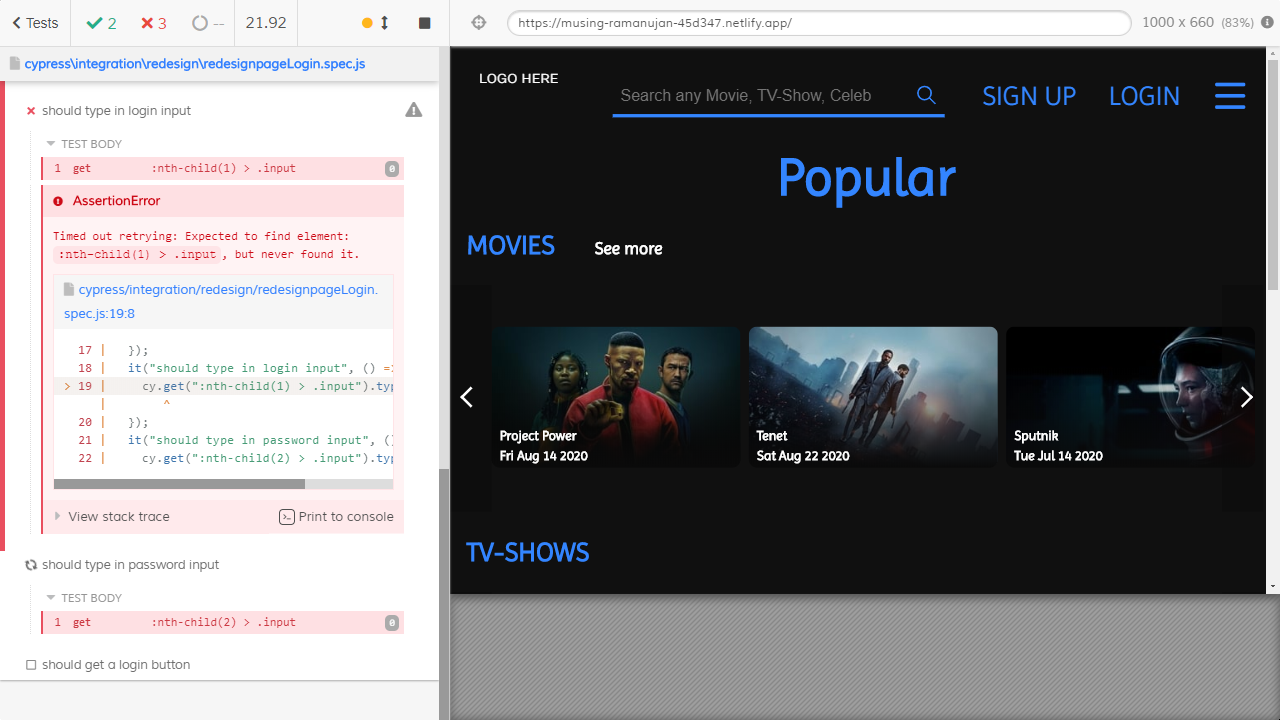 Tests
2
3
--
21.92
https://musing-ramanujan-45d347.netlify.app/
1000 x 660 (83%)
cypress\integration\redesign\redesignpageLogin.spec.js
should type in login input
TEST BODY
1 get :nth-child(1) > .input 0
AssertionError
Timed out retrying: Expected to find element:
:nth-child(1) > .input, but never found it.
cypress/integration/redesign/redesignpageLogin.
spec.js:19:8
17 | });
18 | it("should type in login input", () =
> 19 | cy.get(":nth-child(1) > .input").typ
| ^
20 | });
21 | it("should type in password input", (
22 | cy.get(":nth-child(2) > .input").typ
View stack trace
Print to console
should type in password input
TEST BODY
1 get :nth-child(2) > .input 0
should get a login button
LOGO HERE
Search any Movie, TV-Show, Celeb
SIGN UP
LOGIN
Popular
MOVIES
See more
Project Power
Fri Aug 14 2020
Tenet
Sat Aug 22 2020
Sputnik
Tue Jul 14 2020
TV-SHOWS